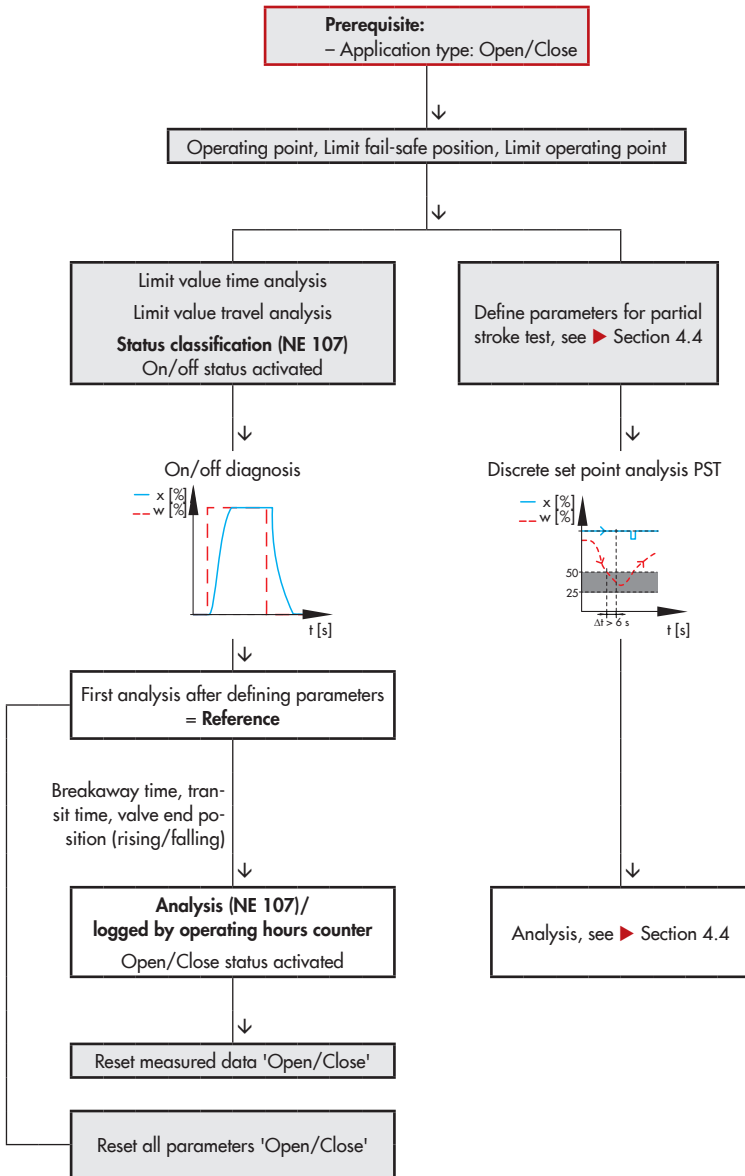 Prerequisite:
– Application type: Open/Close
Operating point, Limit fail-safe position, Limit operating point
Limit value time analysis
Limit value travel analysis
Status classification (NE 107)
On/off status activated
Define parameters for partial
stroke test, see ▶ Section 4.4
On/off diagnosis
x [%]
w [%]
t [s]
Discrete set point analysis PST
x [%]
w [%]
50
25
Δt > 6 s
t [s]
First analysis after defining parameters
= Reference
Breakaway time, tran-
sit time, valve end po-
sition (rising/falling)
Analysis (NE 107)/
logged by operating hours counter
Open/Close status activated
Analysis, see ▶ Section 4.4
Reset measured data 'Open/Close'
Reset all parameters 'Open/Close'